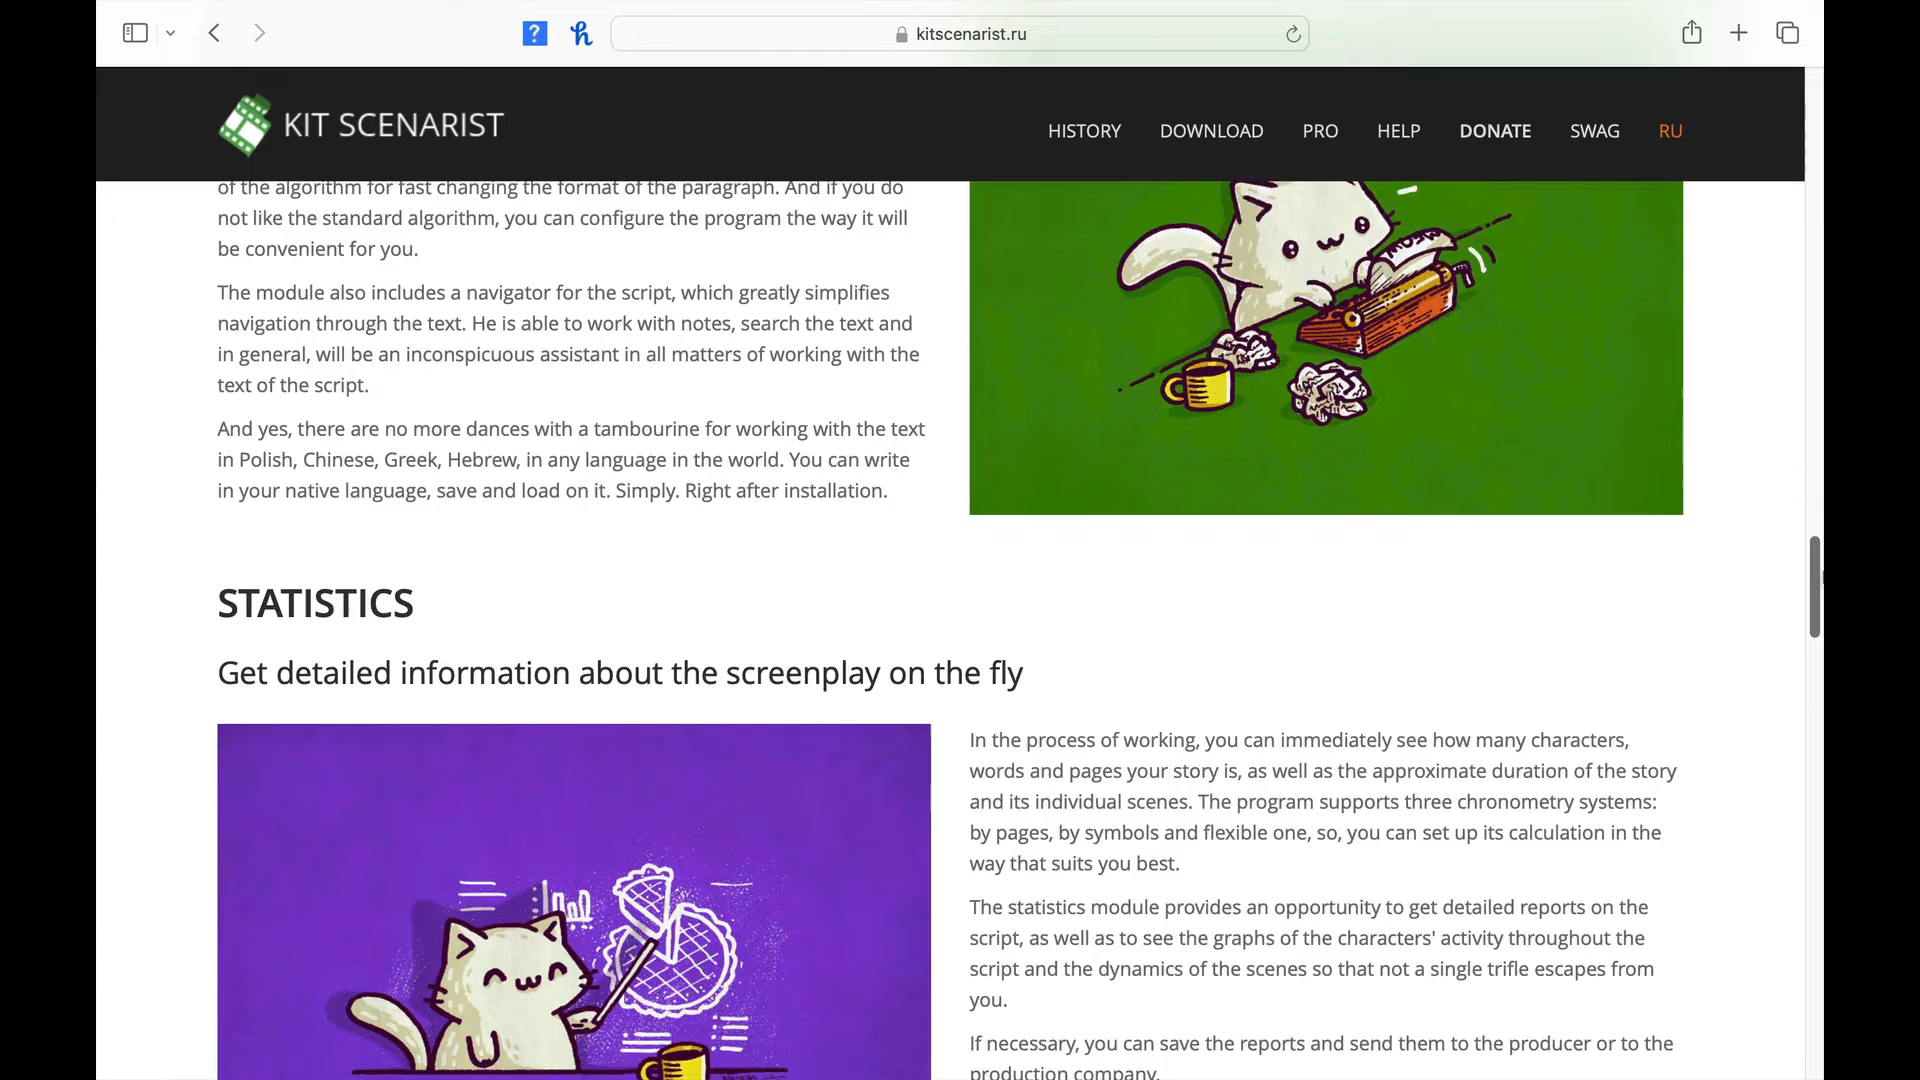 kitscenarist.ru
KIT SCENARIST
HISTORY DOWNLOAD PRO HELP DONATE SWAG RU
of the algorithm for fast changing the format of the paragraph. And if you do
not like the standard algorithm, you can configure the program the way it will
be convenient for you.
The module also includes a navigator for the script, which greatly simplifies
navigation through the text. He is able to work with notes, search the text and
in general, will be an inconspicuous assistant in all matters of working with the
text of the script.
And yes, there are no more dances with a tambourine for working with the text
in Polish, Chinese, Greek, Hebrew, in any language in the world. You can write
in your native language, save and load on it. Simply. Right after installation.
STATISTICS
Get detailed information about the screenplay on the fly
In the process of working, you can immediately see how many characters,
words and pages your story is, as well as the approximate duration of the story
and its individual scenes. The program supports three chronometry systems:
by pages, by symbols and flexible one, so, you can set up its calculation in the
way that suits you best.
The statistics module provides an opportunity to get detailed reports on the
script, as well as to see the graphs of the characters' activity throughout the
script and the dynamics of the scenes so that not a single trifle escapes from
you.
If necessary, you can save the reports and send them to the producer or to the
production company.